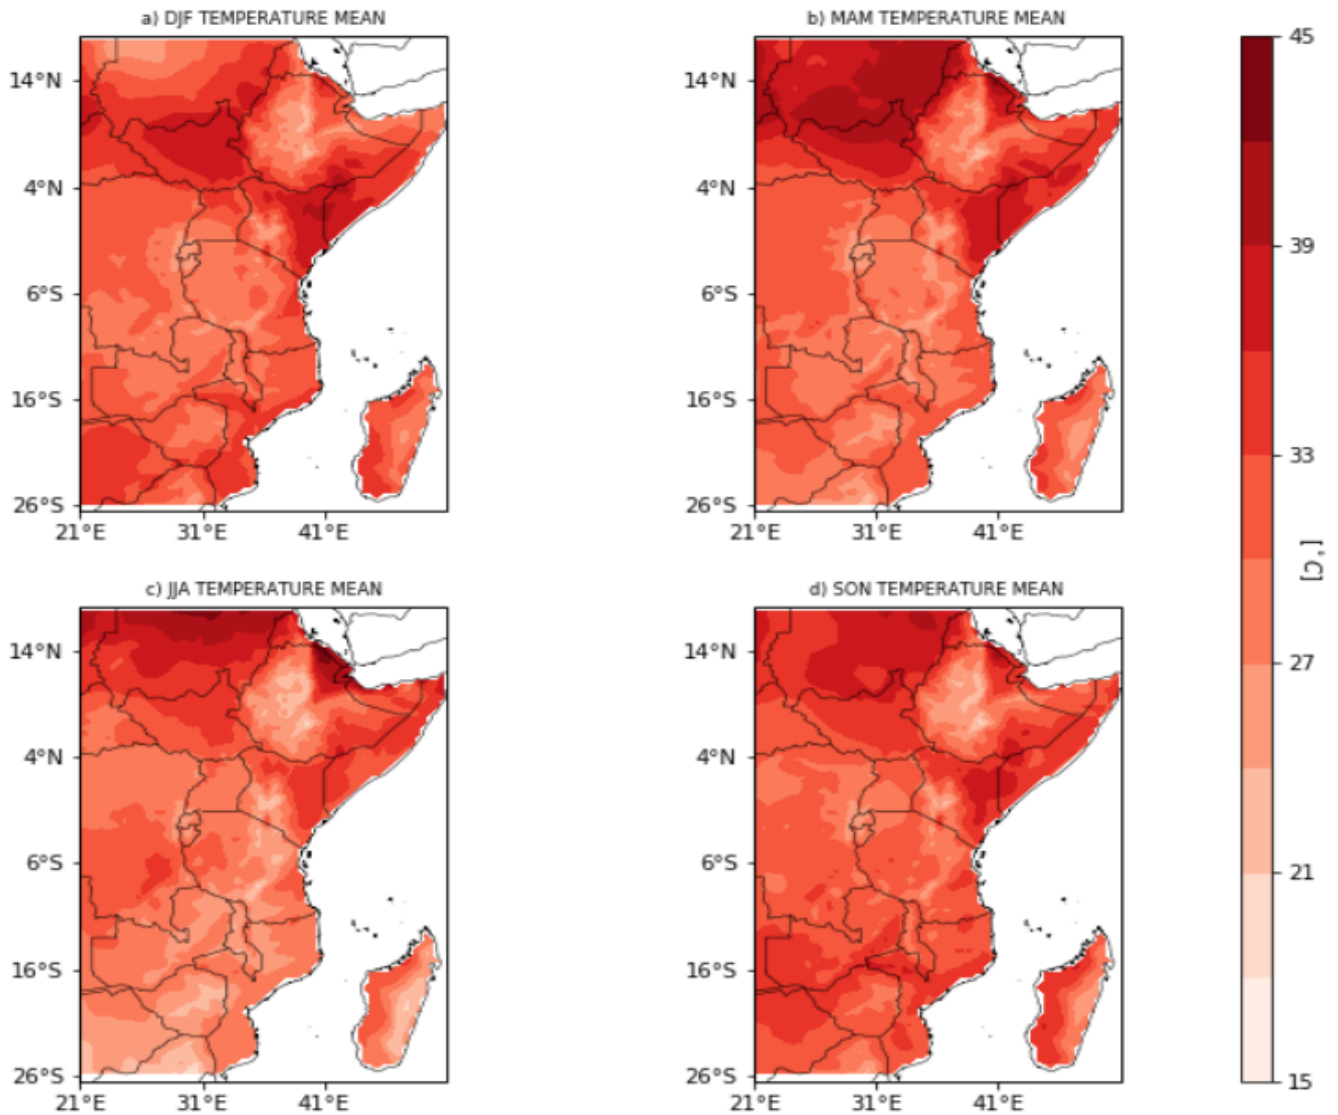 a) DJF TEMPERATURE MEAN
b) MAM TEMPERATURE MEAN
14°N
4°N
6°S
16°S
26°S
21°E 31°E 41°E
14°N
4°N
6°S
16°S
26°S
21°E 31°E 41°E
c) JJA TEMPERATURE MEAN
d) SON TEMPERATURE MEAN
14°N
4°N
6°S
16°S
26°S
21°E 31°E 41°E
14°N
4°N
6°S
16°S
26°S
21°E 31°E 41°E
45
39
33
27
21
15
[°C]